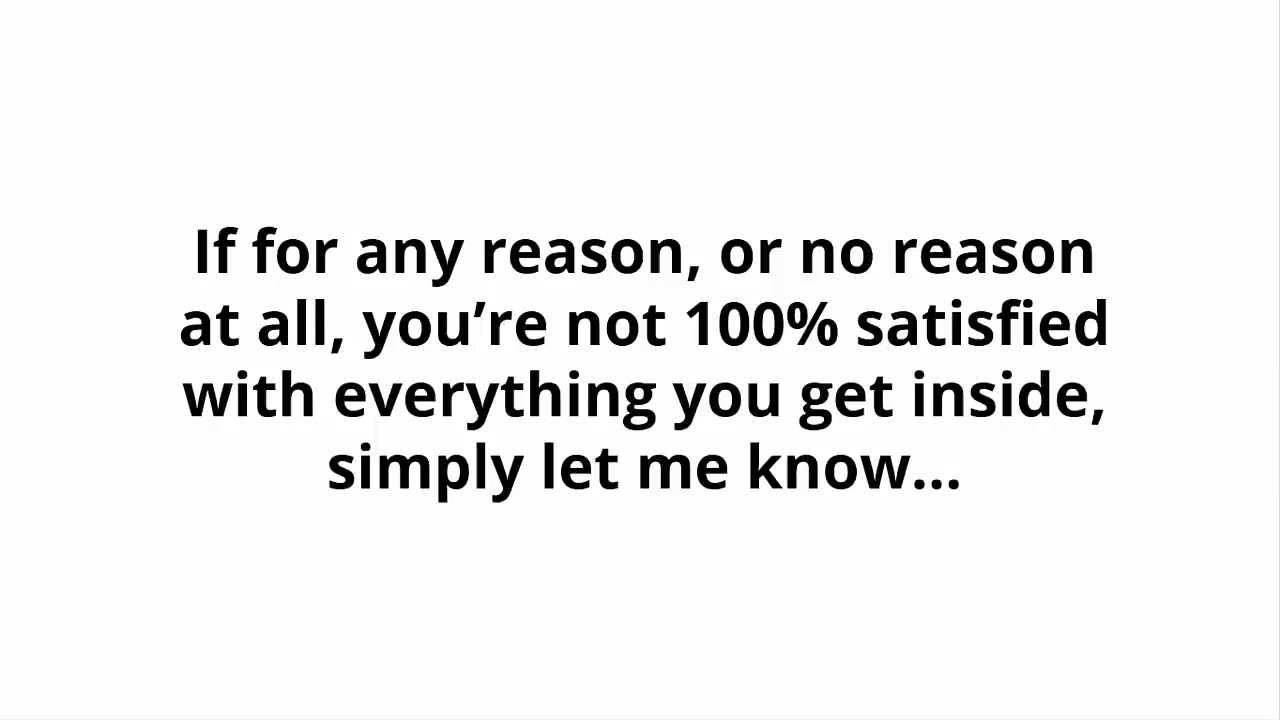 If for any reason, or no reason
at all, you’re not 100% satisfied
with everything you get inside,
simply let me know...